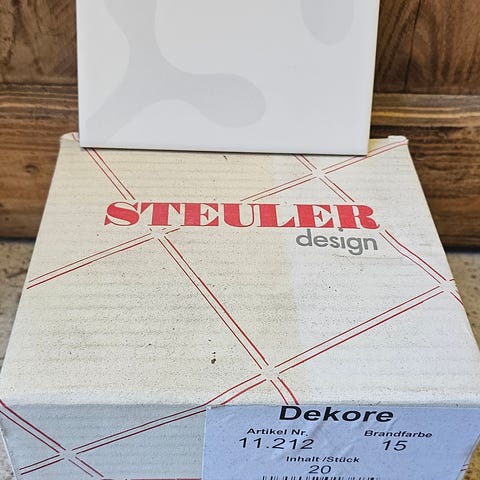 STEULER
design
Dekore
Artikel Nr. Brandfarbe
11.212 15
Inhalt /Stück
20